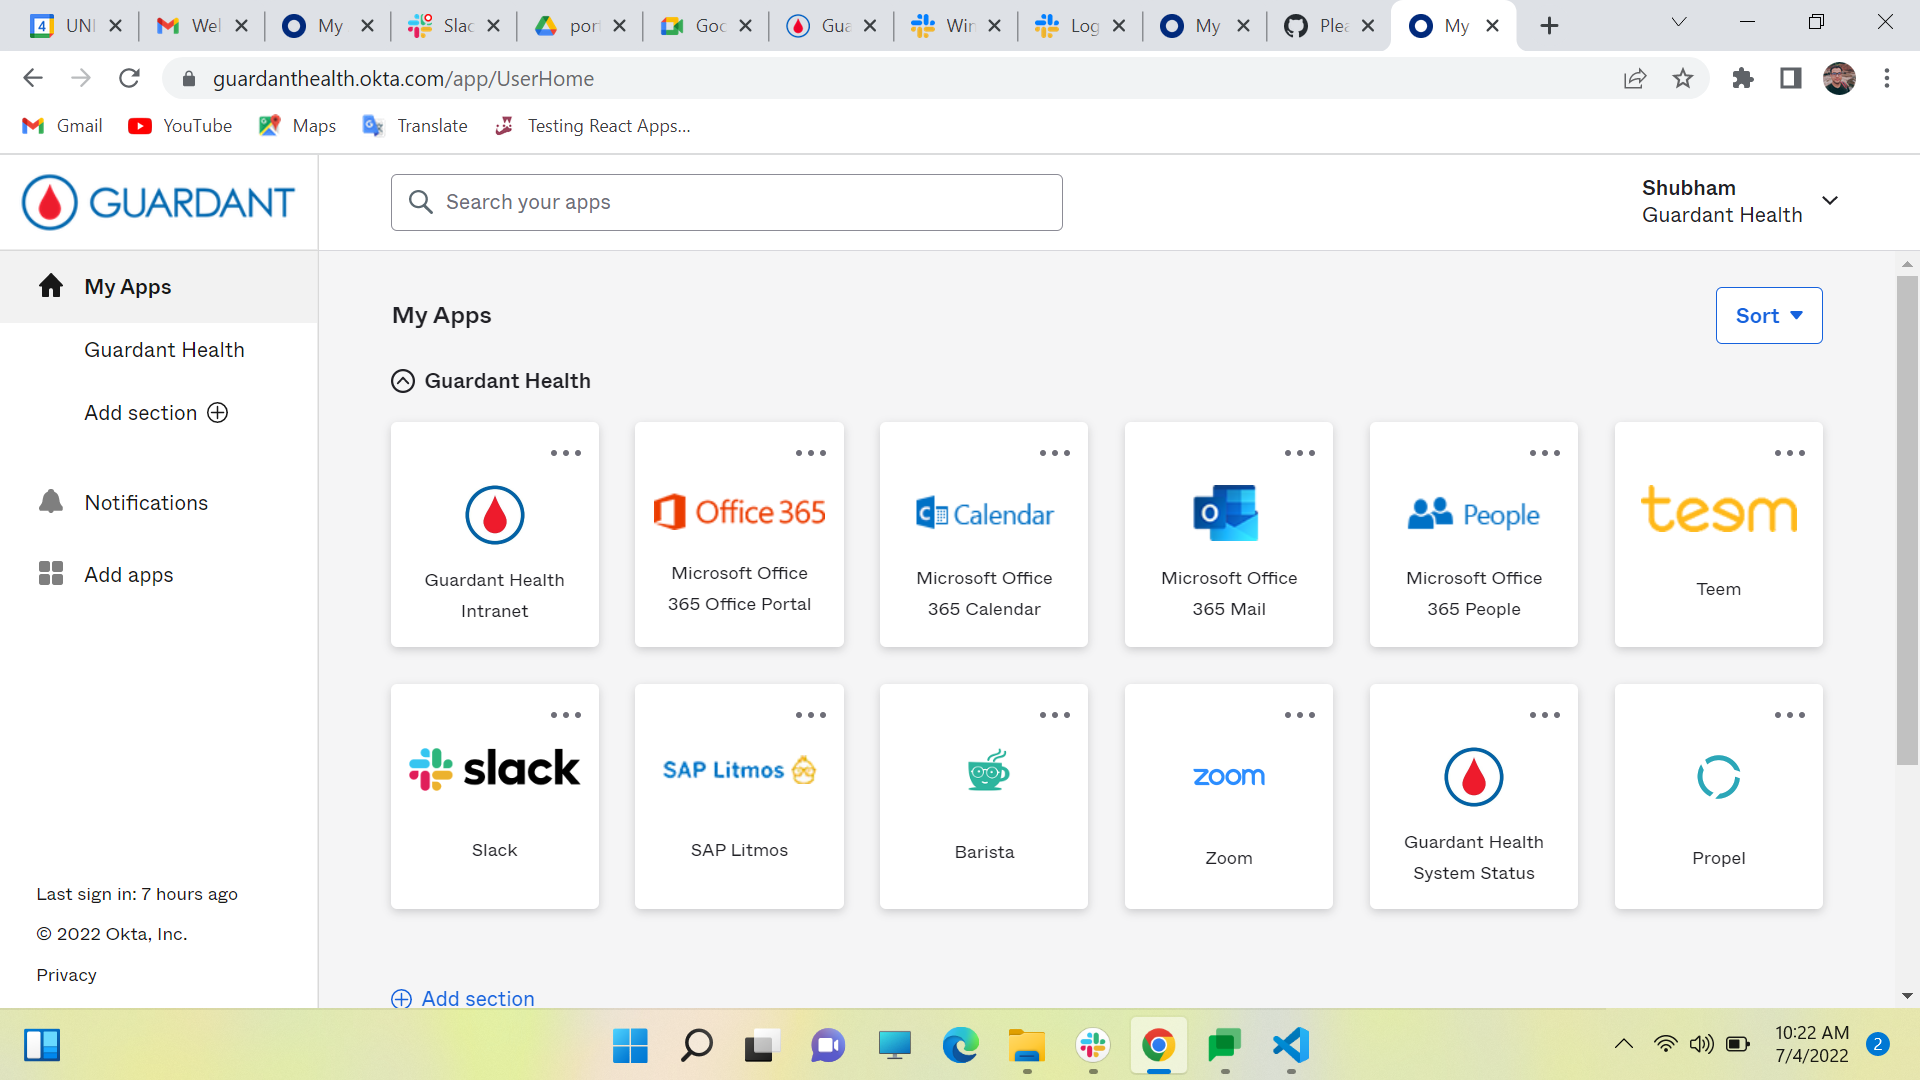 4
UNI
Wel
My
Slac
port
Goo
Gua
Win
Log
My
Plea
My
guardanthealth.okta.com/app/UserHome
Gmail
YouTube
Maps
Translate
Testing React Apps...
GUARDANT
Search your apps
Shubham
Guardant Health
My Apps
Guardant Health
Add section
Notifications
Add apps
Last sign in: 7 hours ago
© 2022 Okta, Inc.
Privacy
My Apps
Sort
Guardant Health
Guardant Health
Intranet
Office 365
Microsoft Office
365 Office Portal
Calendar
Microsoft Office
365 Calendar
Microsoft Office
365 Mail
People
Microsoft Office
365 People
teem
Teem
slack
Slack
SAP Litmos
SAP Litmos
Barista
zoom
Zoom
Guardant Health
System Status
Propel
Add section
10:22 AM
7/4/2022
2